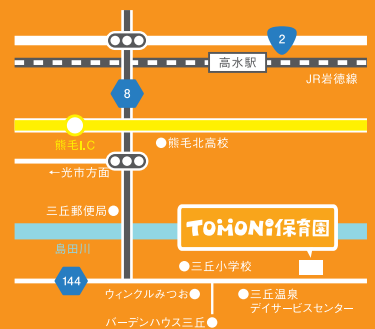 2
高水駅
JR岩徳線
8
熊毛I.C
熊毛北高校
←光市方面
三丘郵便局
TOMONi保育園
島田川
三丘小学校
144
ウィンクルみつお
三丘温泉
デイサービスセンター
バーデンハウス三丘